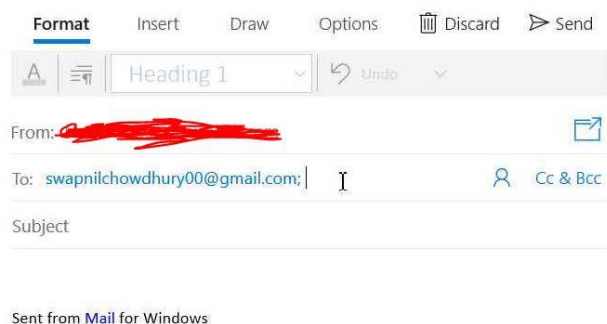 Format Insert Draw Options Discard Send
A Heading 1 Undo
From:
To: swapnilchowdhury00@gmail.com; Cc & Bcc
Subject
Sent from Mail for Windows